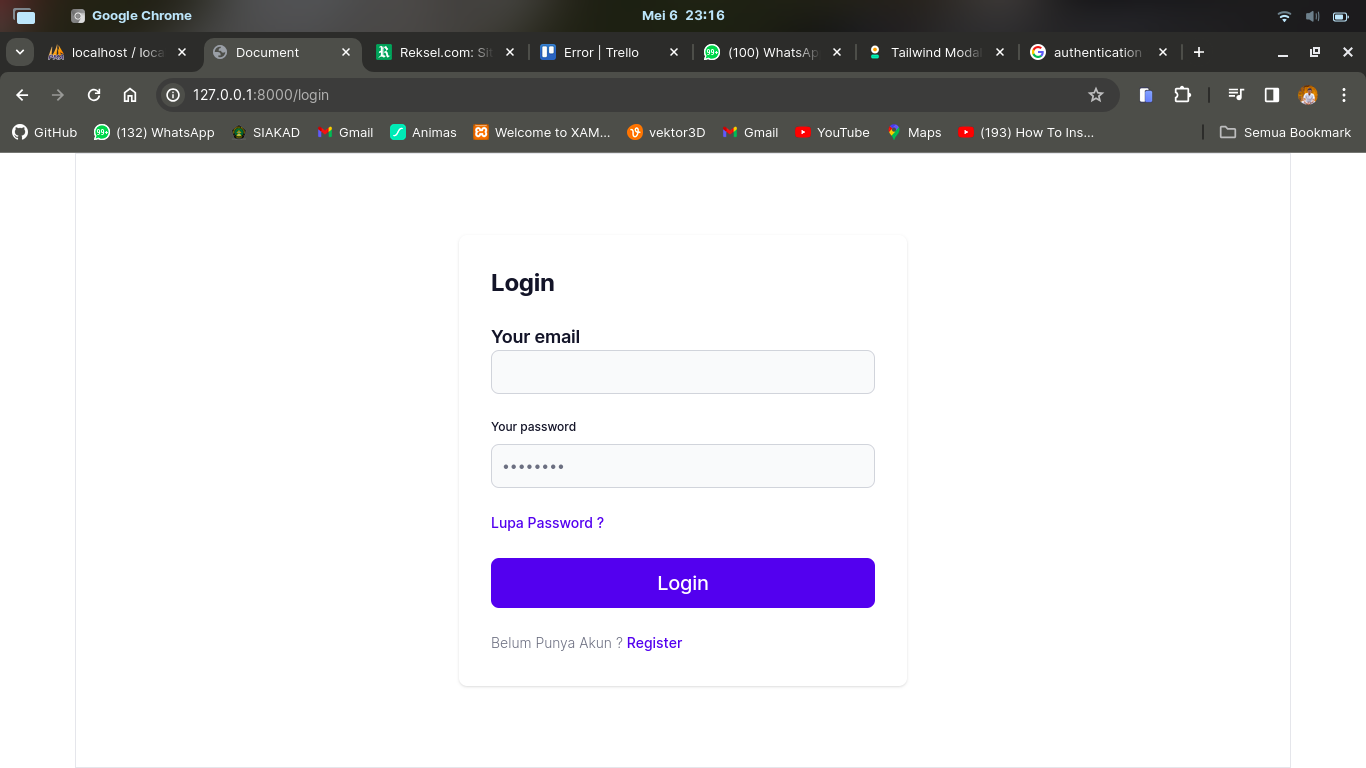 Google Chrome Mei 6 23:16
localhost / loca Document Reksel.com: Sit Error | Trello (100) WhatsAp Tailwind Modal authentication
127.0.0.1:8000/login
GitHub (132) WhatsApp SIAKAD Gmail Animas Welcome to XAM... vektor3D Gmail YouTube Maps (193) How To Ins... Semua Bookmark
Login
Your email
Your password
Lupa Password ?
Login
Belum Punya Akun ? Register